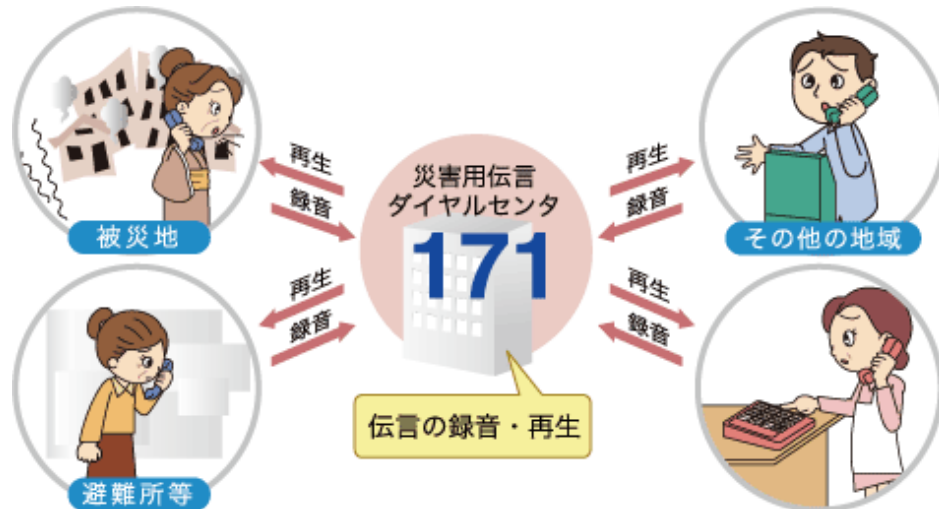 再生
録音
被災地
再生
録音
避難所等
災害用伝言
ダイヤルセンタ
171
伝言の録音・再生
再生
録音
その他の地域
再生
録音